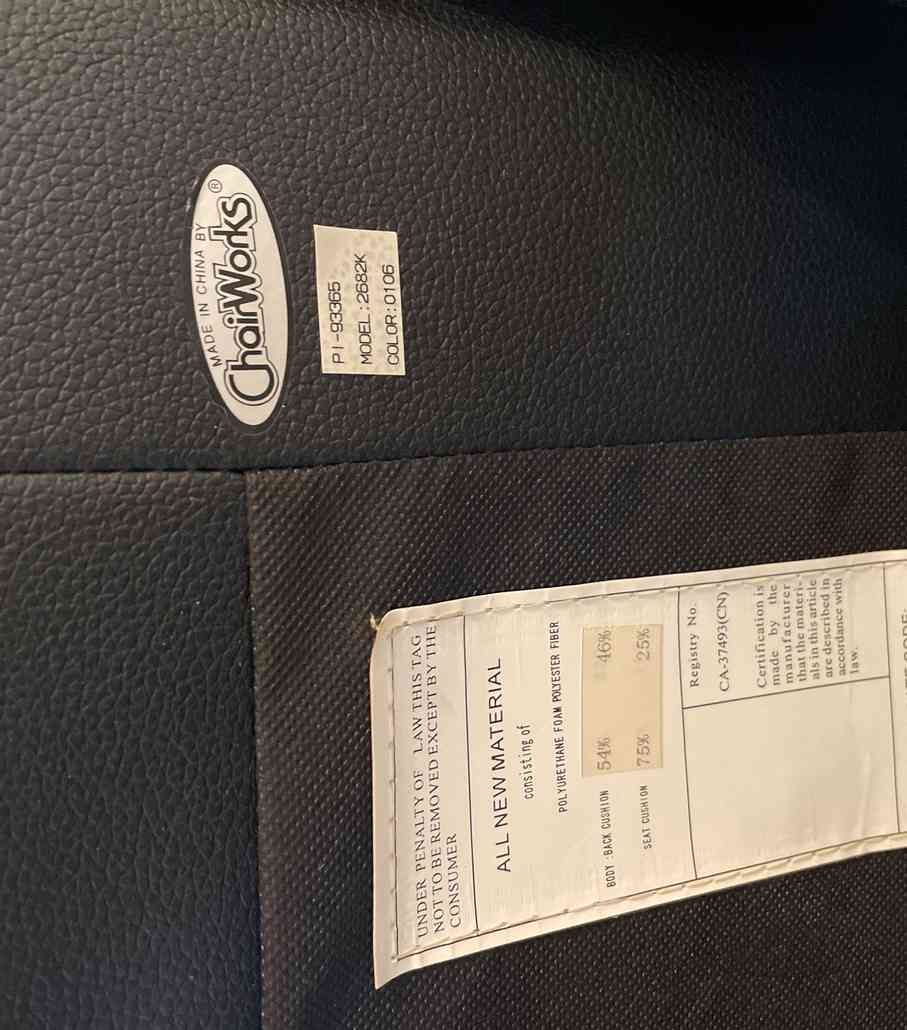 MADE IN CHINA BY
ChairWorks®
PI-93365
MODEL:2682K
COLOR:0106
UNDER PENALTY OF LAW THIS TAG
NOT TO BE REMOVED EXCEPT BY THE
CONSUMER
ALL NEW MATERIAL
consisting of
POLYURETHANE FOAM POLYESTER FIBER
BODY :BACK CUSHION 54% 46%
SEAT CUSHION 75% 25%
Registry No.
CA-37493(CN)
Certification is
made by the
manufacturer
that the materi-
als in this article
are described in
accordance with
law.